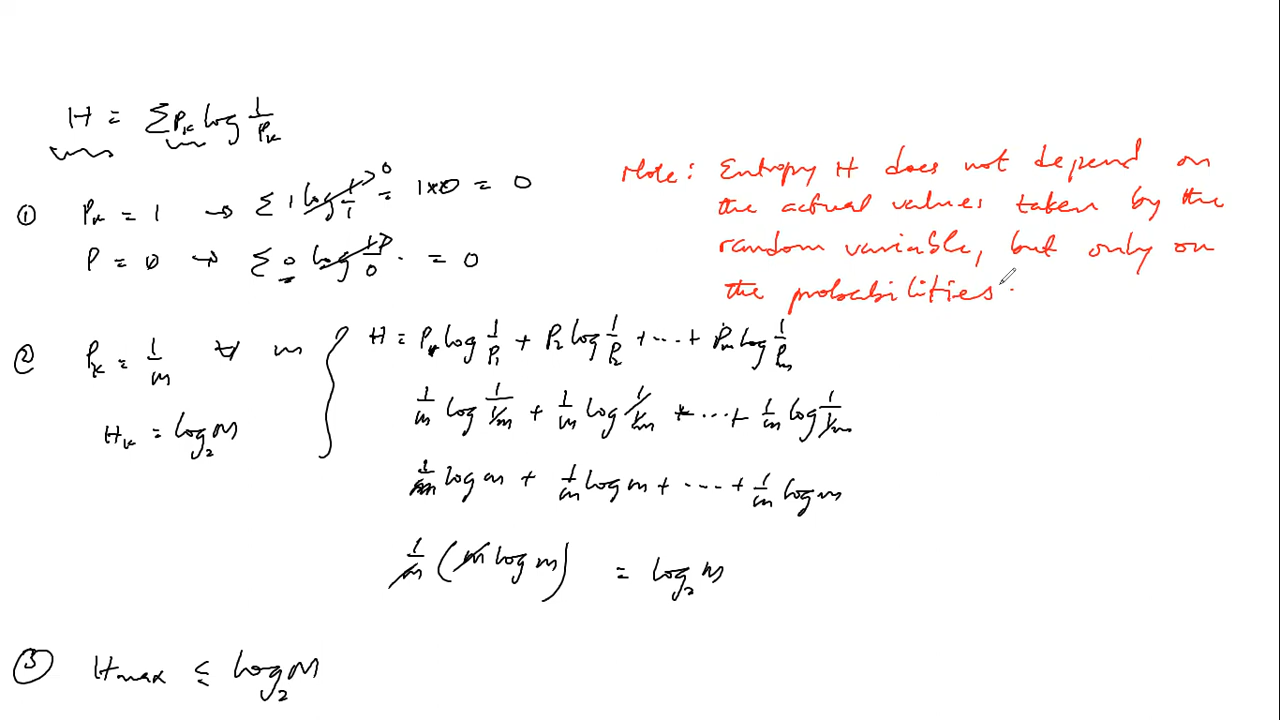 H = Σ Pₖ log 1/Pₖ
① Pₖ = 1 → Σ 1 log 1/1 → 0 = 1×0 = 0
P = 0 → Σ 0 log 1/0 . = 0
Note: Entropy H does not depend on
the actual values taken by the
random variable, but only on
the probabilities.
② Pₖ = 1/m ∀ m
Hₖ = log₂ M
H = P₁ log 1/P₁ + P₂ log 1/P₂ + ... + Pₘ log 1/Pₘ
1/m log 1/1/m + 1/m log 1/1/m + ... + 1/m log 1/1/m
1/m log m + 1/m log m + ... + 1/m log m
1/m (m log m) = log₂ m
③ Hmax ≤ log₂ M